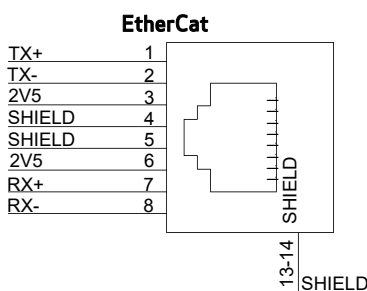 EtherCat
TX+ 1
TX- 2
2V5 3
SHIELD 4
SHIELD 5
2V5 6
RX+ 7
RX- 8
SHIELD
13-14
SHIELD